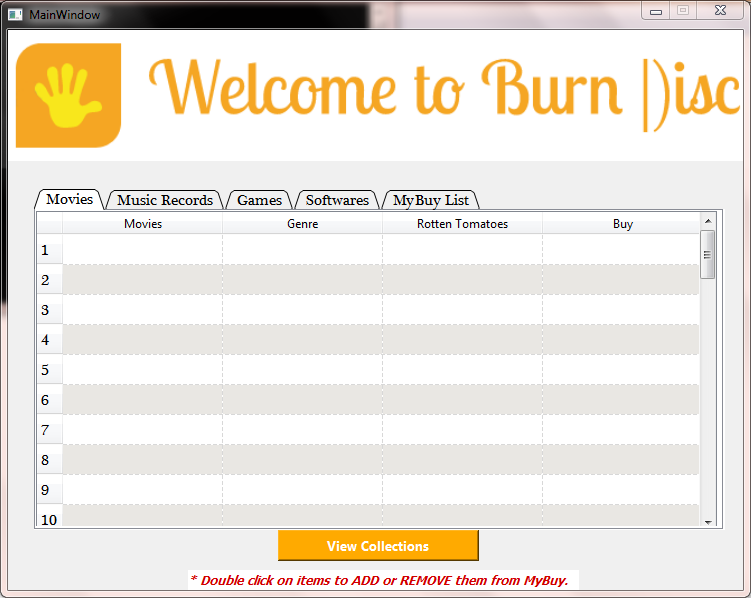 MainWindow
Welcome to Burn Disc
Movies Music Records Games Softwares MyBuy List
Movies Genre Rotten Tomatoes Buy
1
2
3
4
5
6
7
8
9
10
View Collections
* Double click on items to ADD or REMOVE them from MyBuy.